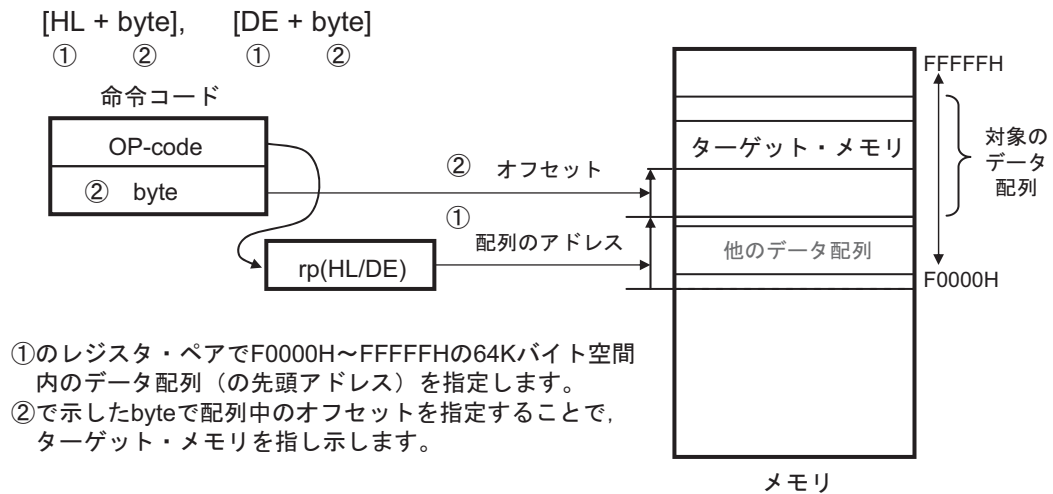 [HL + byte], [DE + byte]
① ② ① ②
命令コード
OP-code
② byte
rp(HL/DE)
② オフセット
①
配列のアドレス
FFFFFH
ターゲット・メモリ
対象の
データ
配列
他のデータ配列
F0000H
メモリ
①のレジスタ・ペアでF0000H～FFFFFHの64Kバイト空間
内のデータ配列（の先頭アドレス）を指定します。
②で示したbyteで配列中のオフセットを指定することで,
ターゲット・メモリを指し示します。